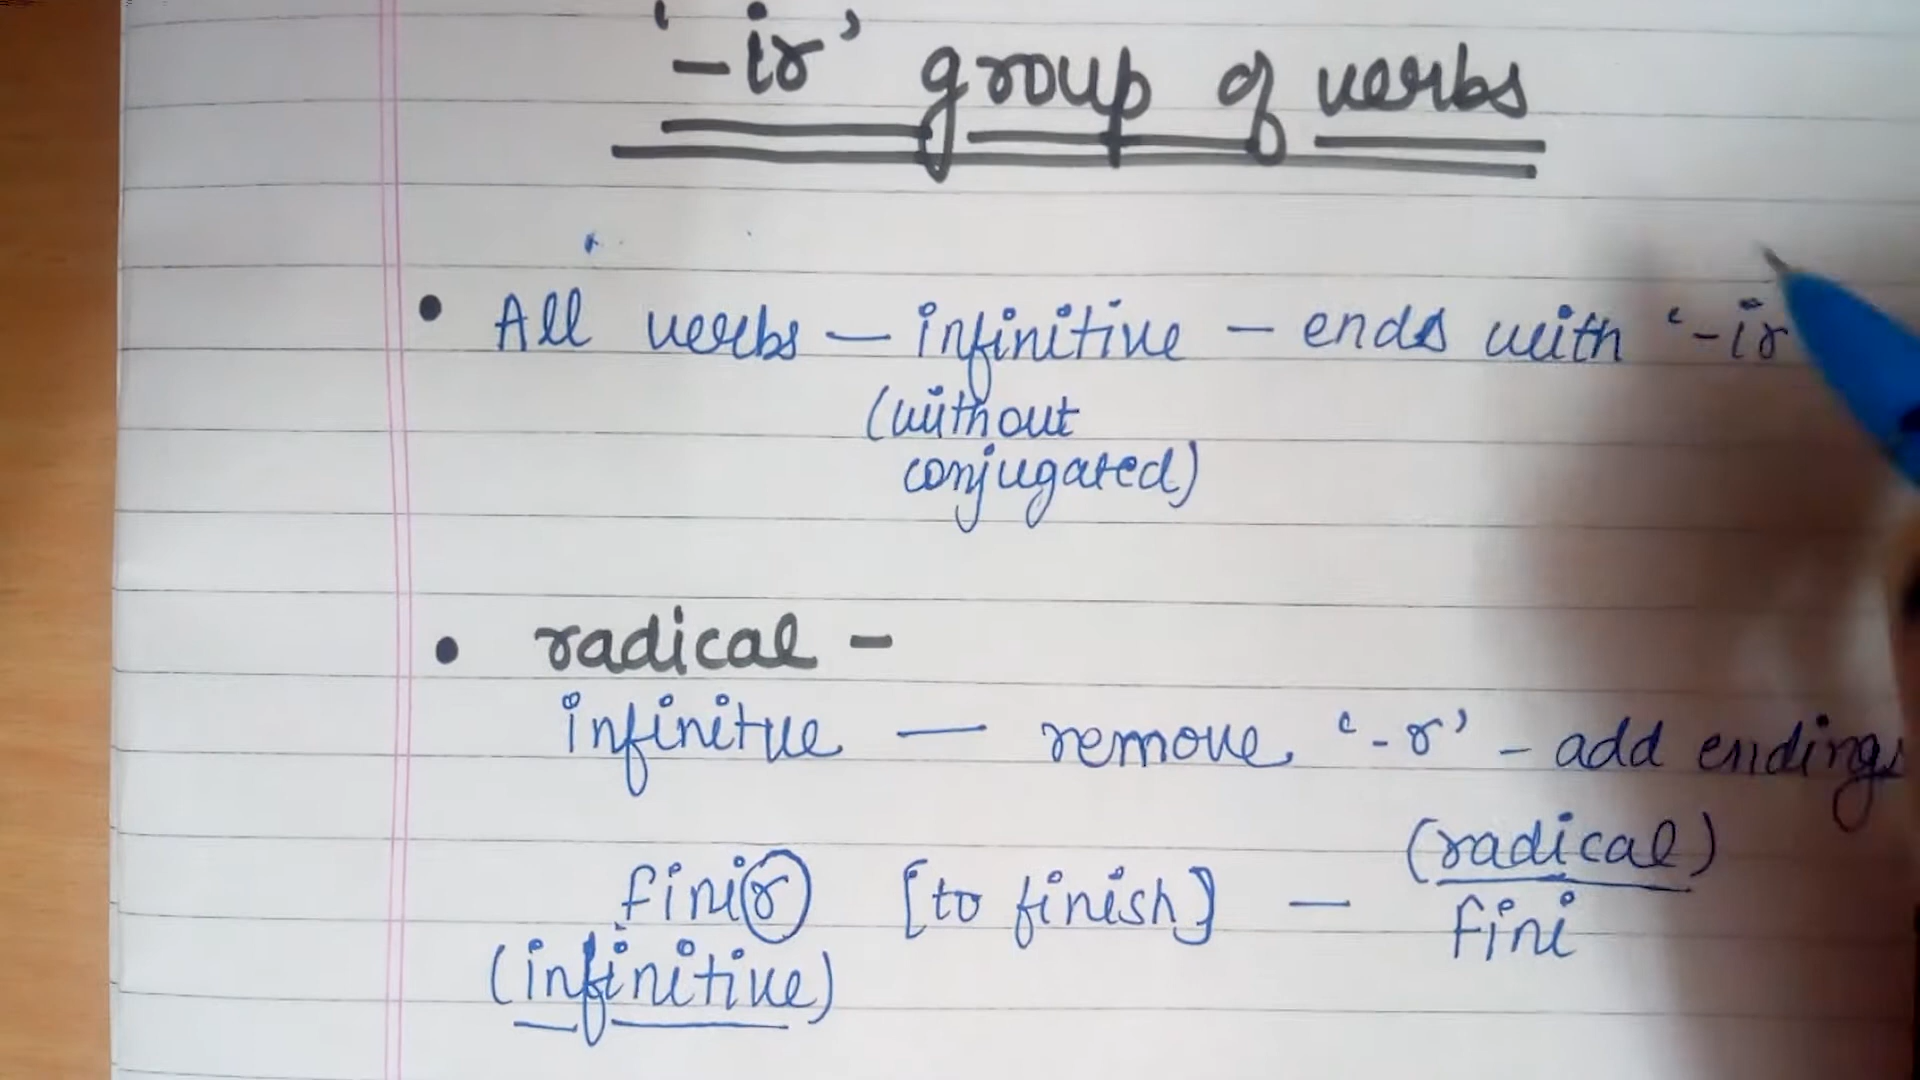 '-ir' group of verbs
• All verbs — infinitive – ends with '-ir
(without
conjugated)
• radical -
infinitve — remove '-r' - add endings
finir [to finish] — (radical)
fini
(infinitive)